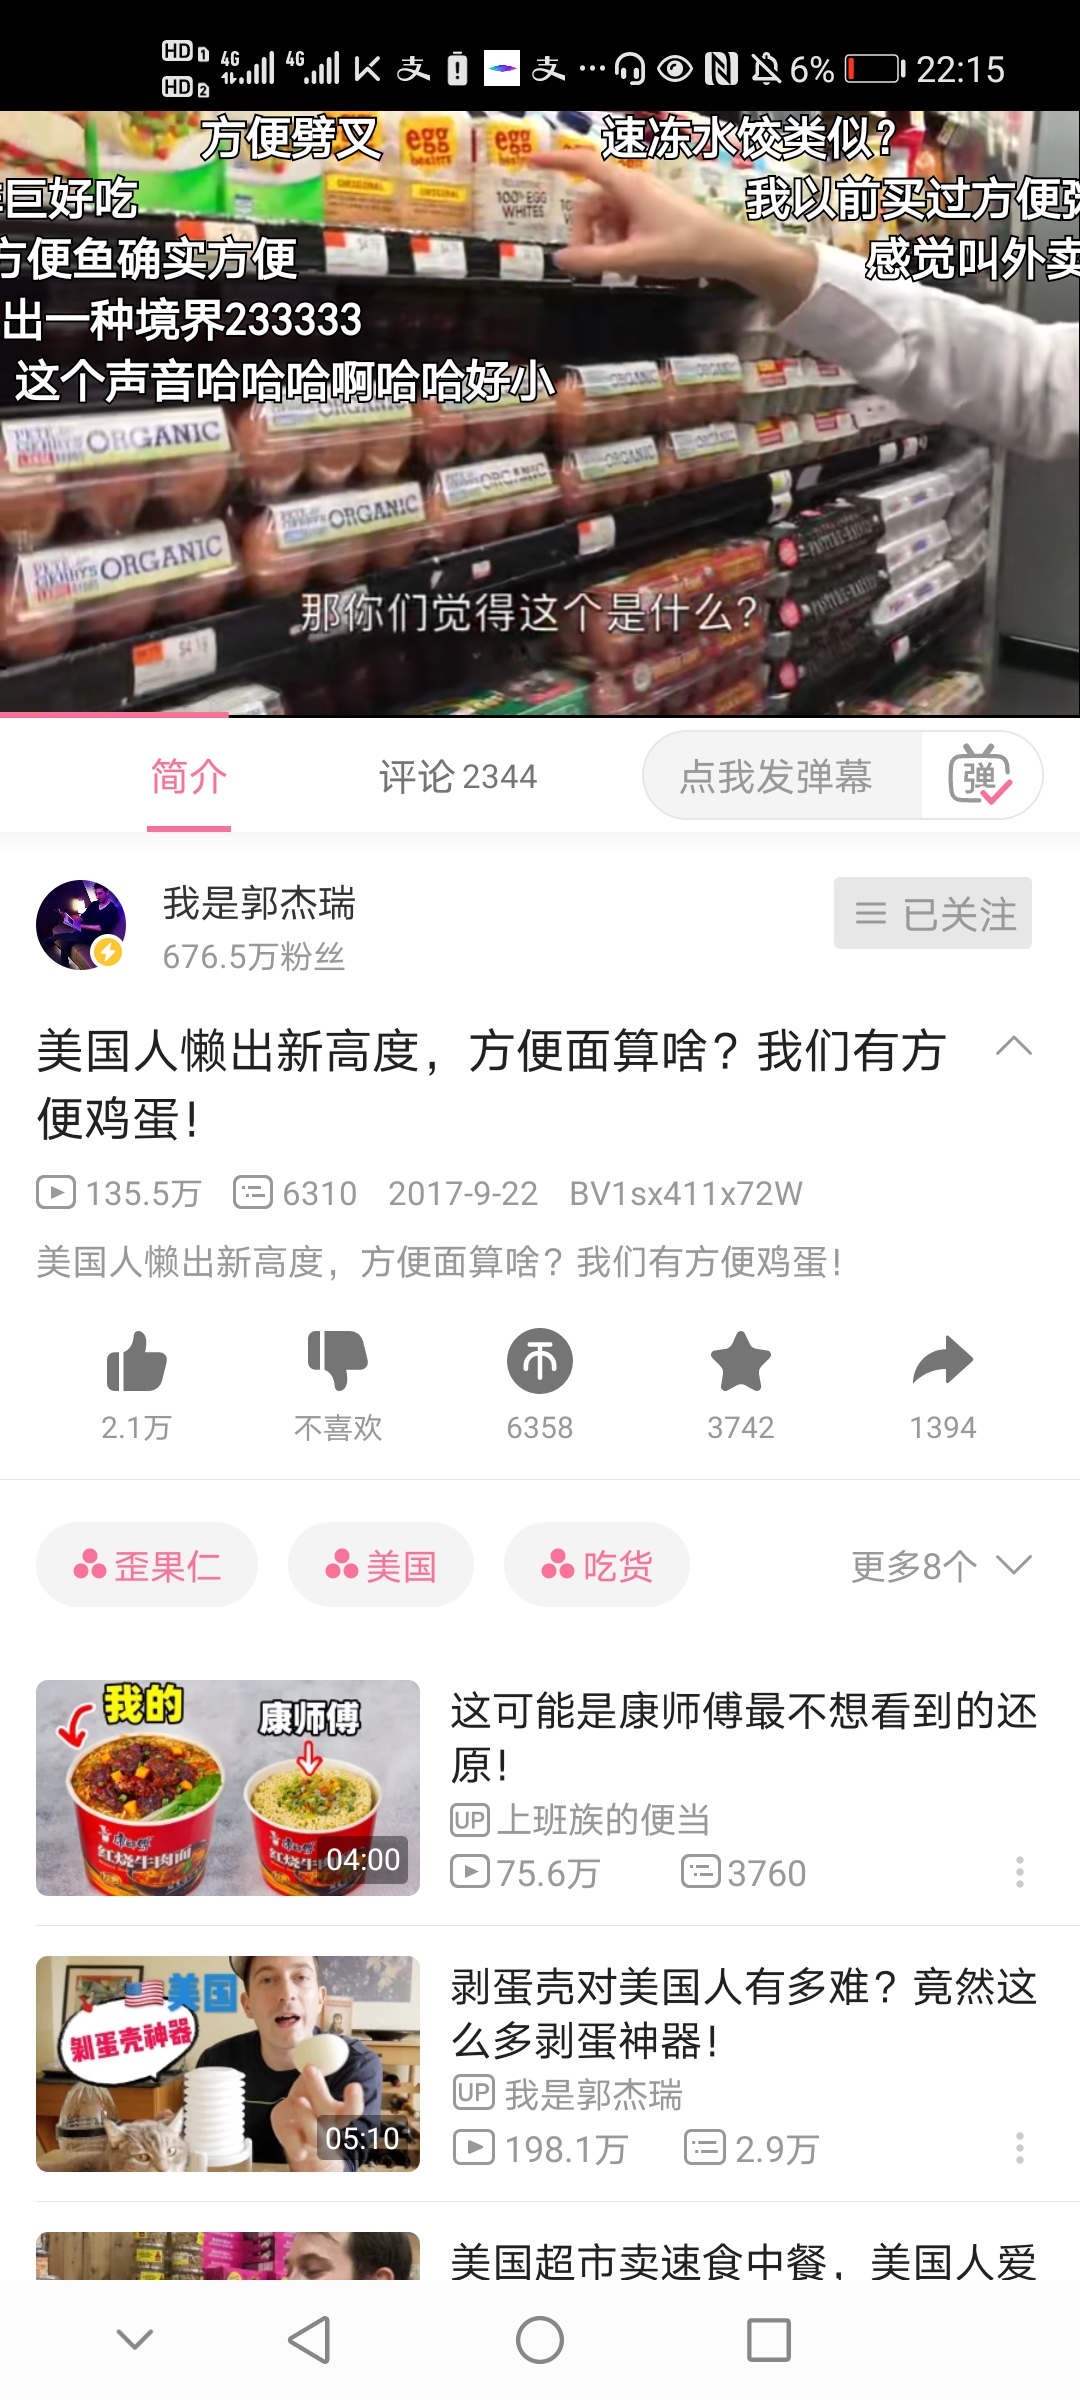 HD 1 4G 4G 6% 22:15
HD 2
方便劈叉 速冻水饺类似?
巨好吃 我以前买过方便
方便鱼确实方便 感觉叫外卖
出一种境界233333
这个声音哈哈哈啊哈哈好小
egg egg
ORIGINAL ORIGINAL 100% EGG
WHITES
ORGANIC
ORGANIC
ORGANIC
ORGANIC
那你们觉得这个是什么?
简介 评论 2344 点我发弹幕 弹
我是郭杰瑞
676.5万粉丝
已关注
美国人懒出新高度，方便面算啥？我们有方
便鸡蛋！
135.5万 6310 2017-9-22 BV1sx411x72W
美国人懒出新高度，方便面算啥？我们有方便鸡蛋！
2.1万 不喜欢 6358 3742 1394
歪果仁 美国 吃货 更多8个
我的 康师傅
红烧牛肉面
04:00
这可能是康师傅最不想看到的还
原！
UP 上班族的便当
75.6万 3760
美国
剥蛋壳神器
05:10
剥蛋壳对美国人有多难？竟然这
么多剥蛋神器！
UP 我是郭杰瑞
198.1万 2.9万
美国超市卖速食中餐，美国人爱